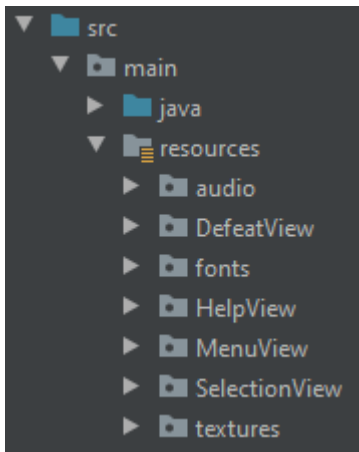 src
main
java
resources
audio
DefeatView
fonts
HelpView
MenuView
SelectionView
textures